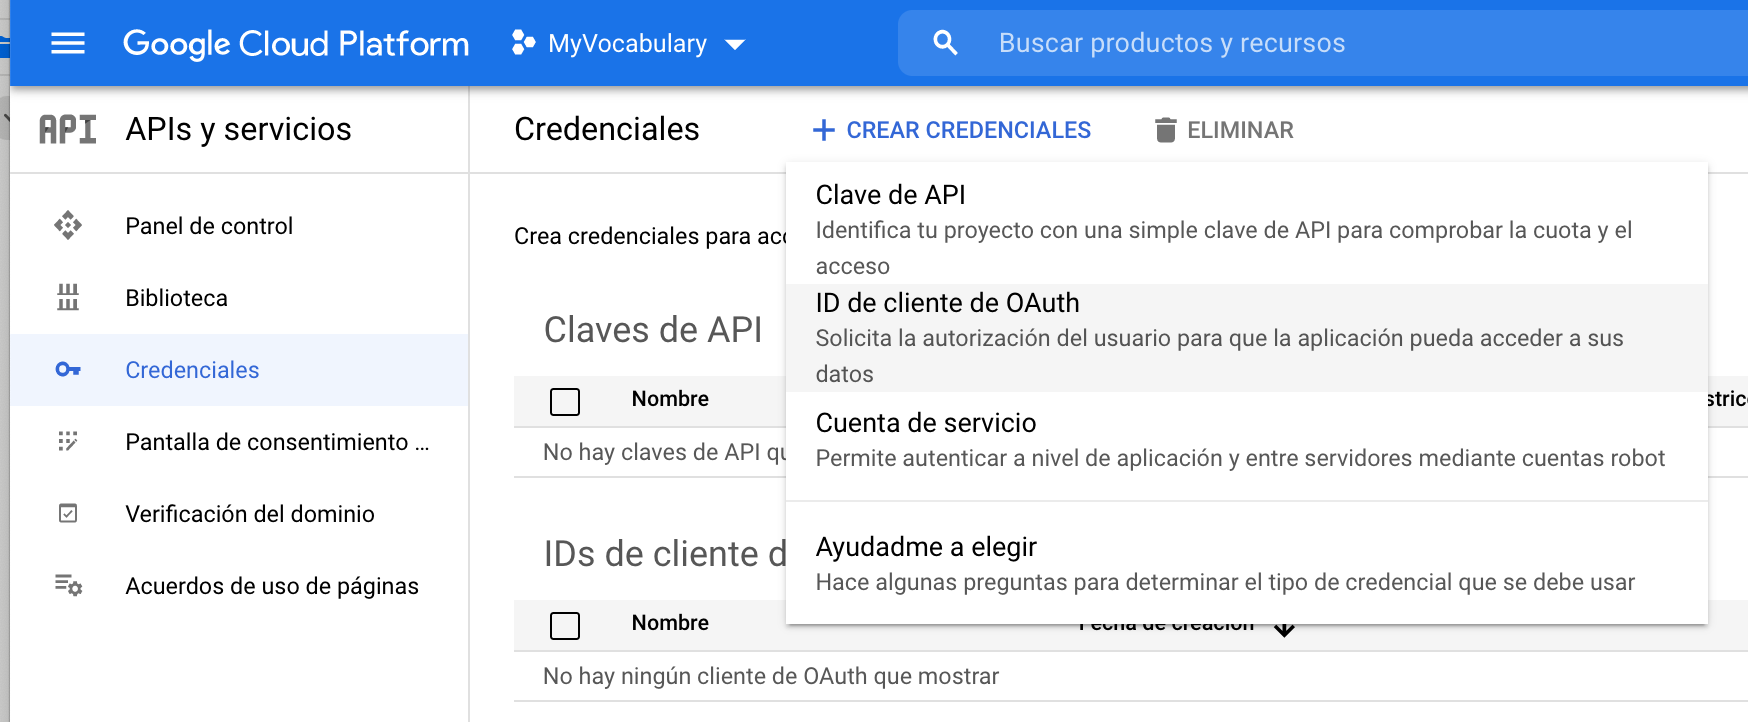 Google Cloud Platform
MyVocabulary
Buscar productos y recursos
API
APIs y servicios
Credenciales
CREAR CREDENCIALES
ELIMINAR
Panel de control
Biblioteca
Credenciales
Pantalla de consentimiento ...
Verificación del dominio
Acuerdos de uso de páginas
Crea credenciales para
Clave de API
Identifica tu proyecto con una simple clave de API para comprobar la cuota y el
acceso
ID de cliente de OAuth
Solicita la autorización del usuario para que la aplicación pueda acceder a sus
datos
Cuenta de servicio
Permite autenticar a nivel de aplicación y entre servidores mediante cuentas robot
Ayudadme a elegir
Hace algunas preguntas para determinar el tipo de credencial que se debe usar
Claves de API
Nombre
No hay claves de API
IDs de cliente
Nombre
Fecha de creación
No hay ningún cliente de OAuth que mostrar